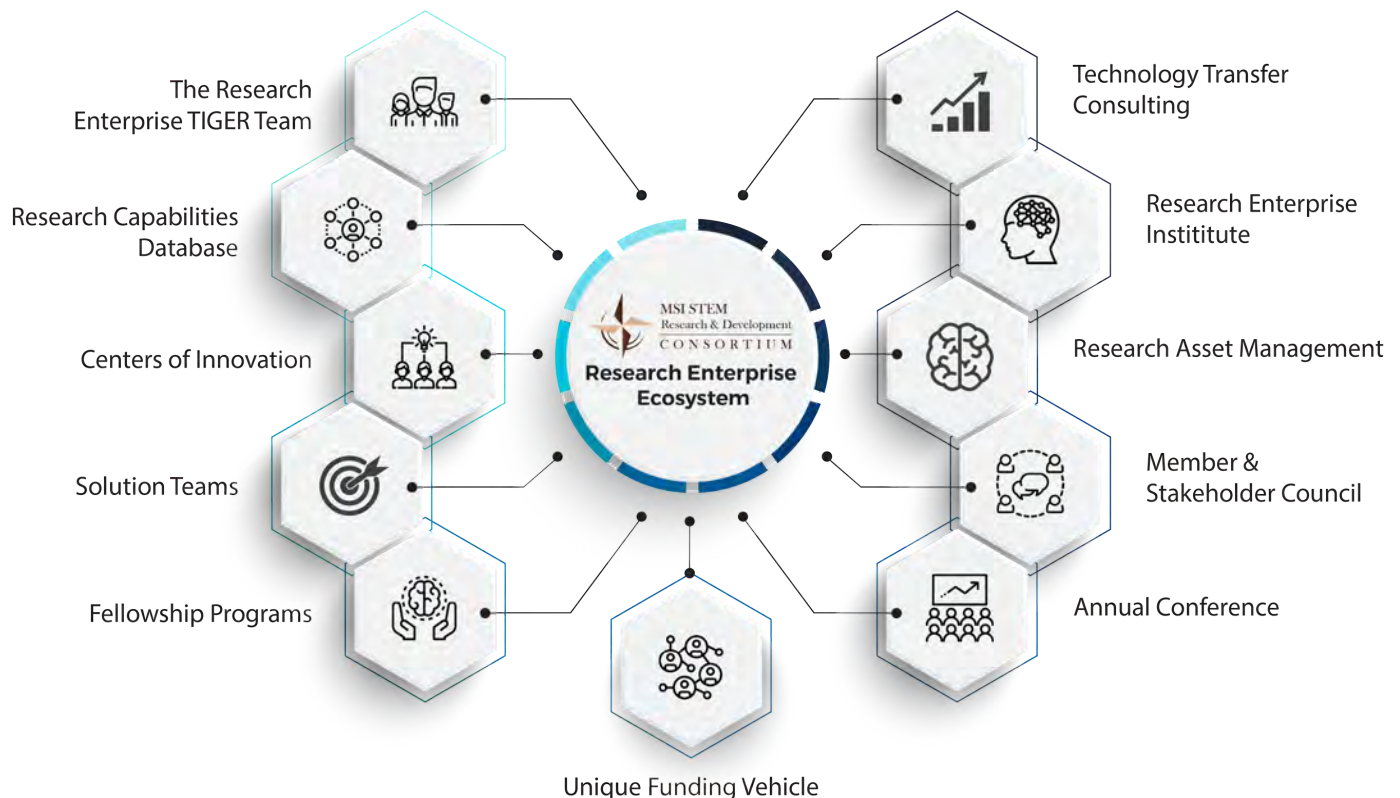 The Research
Enterprise TIGER Team
Research Capabilities
Database
Centers of Innovation
Solution Teams
Fellowship Programs
MSI STEM
Research & Development
CONSORTIUM
Research Enterprise
Ecosystem
Technology Transfer
Consulting
Research Enterprise
Instititute
Research Asset Management
Member &
Stakeholder Council
Annual Conference
Unique Funding Vehicle